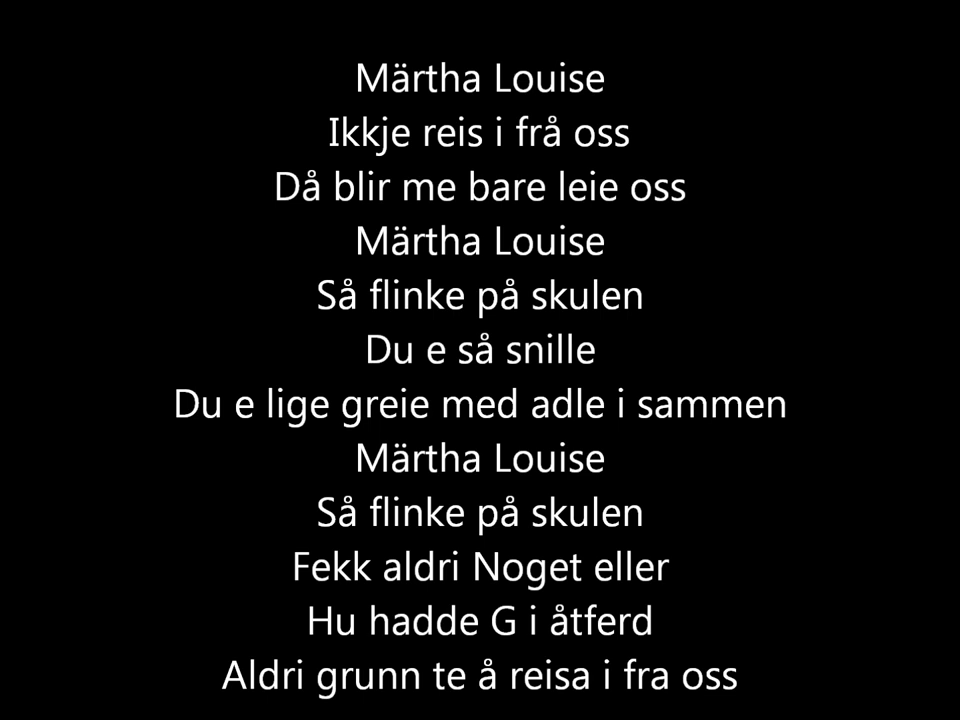 Märtha Louise
Ikkje reis i frå oss
Då blir me bare leie oss
Märtha Louise
Så flinke på skulen
Du e så snille
Du e lige greie med adle i sammen
Märtha Louise
Så flinke på skulen
Fekk aldri Noget eller
Hu hadde G i åtferd
Aldri grunn te å reisa i fra oss